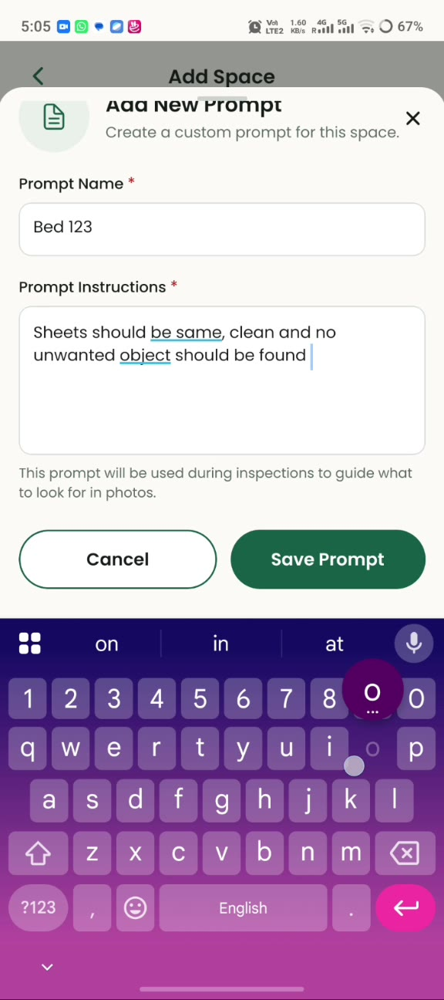 5:05
Vo)) LTE2 1.60 KB/s 4G R 5G 67%
Add Space
Add New Prompt
Create a custom prompt for this space.
Prompt Name *
Bed 123
Prompt Instructions *
Sheets should be same, clean and no
unwanted object should be found
This prompt will be used during inspections to guide what
to look for in photos.
Cancel Save Prompt
on in at
o
1 2 3 4 5 6 7 8 0
q w e r t y u i o p
a s d f g h j k l
z x c v b n m
?123 , English .